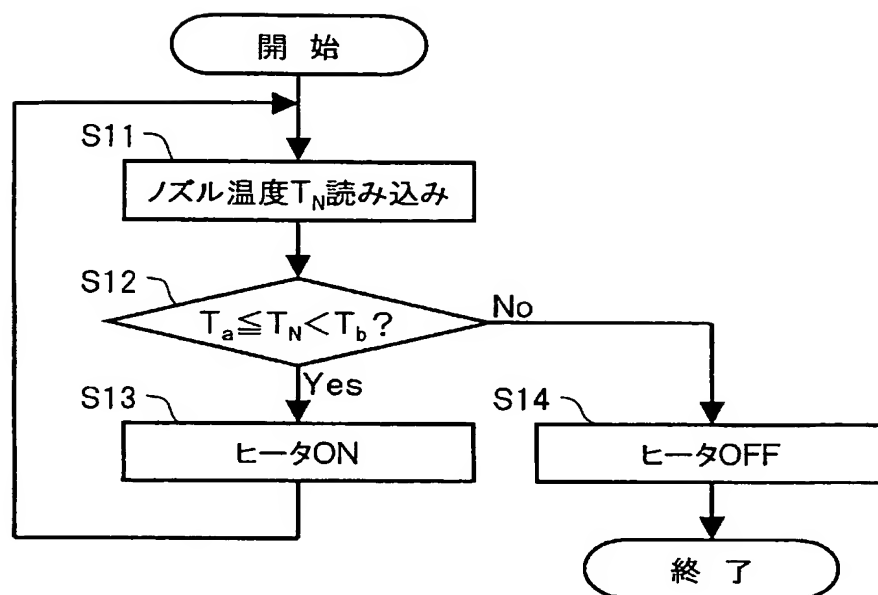 開 始
S11
ノズル温度T_N読み込み
S12
T_a≦T_N<T_b?
No
Yes
S13
ヒータON
S14
ヒータOFF
終 了